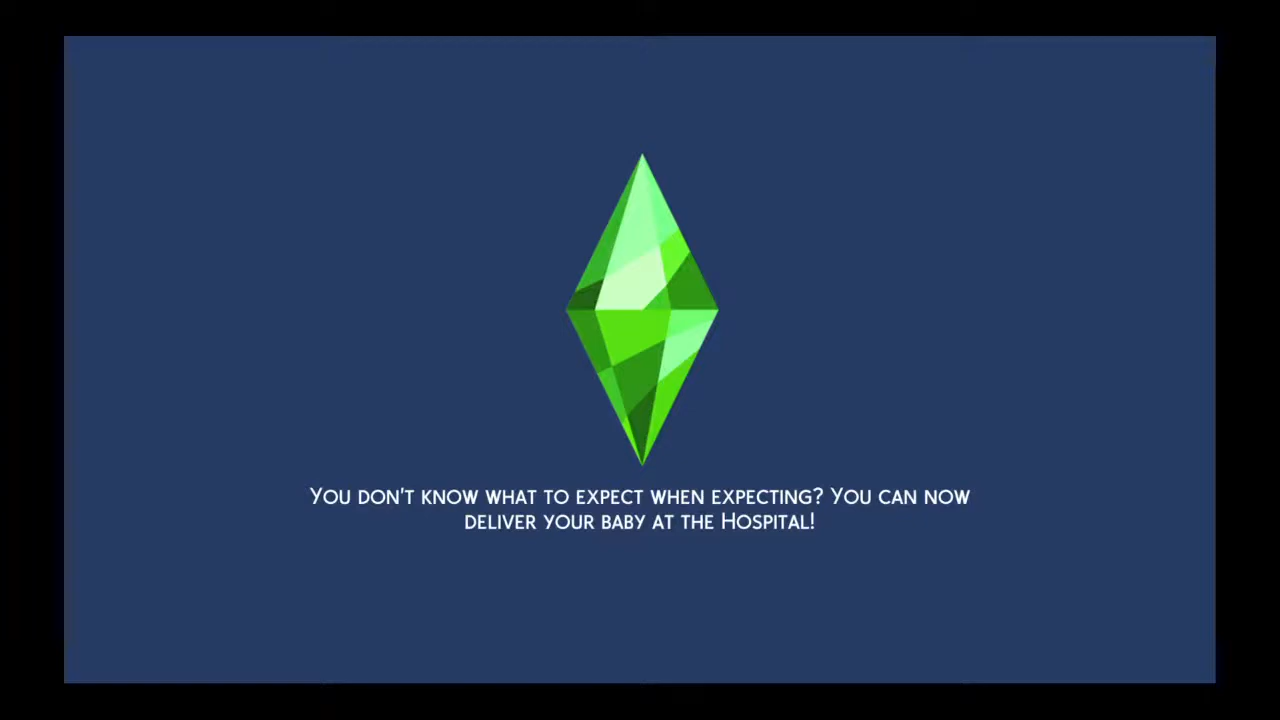 You don't know what to expect when expecting? You can now
deliver your baby at the Hospital!